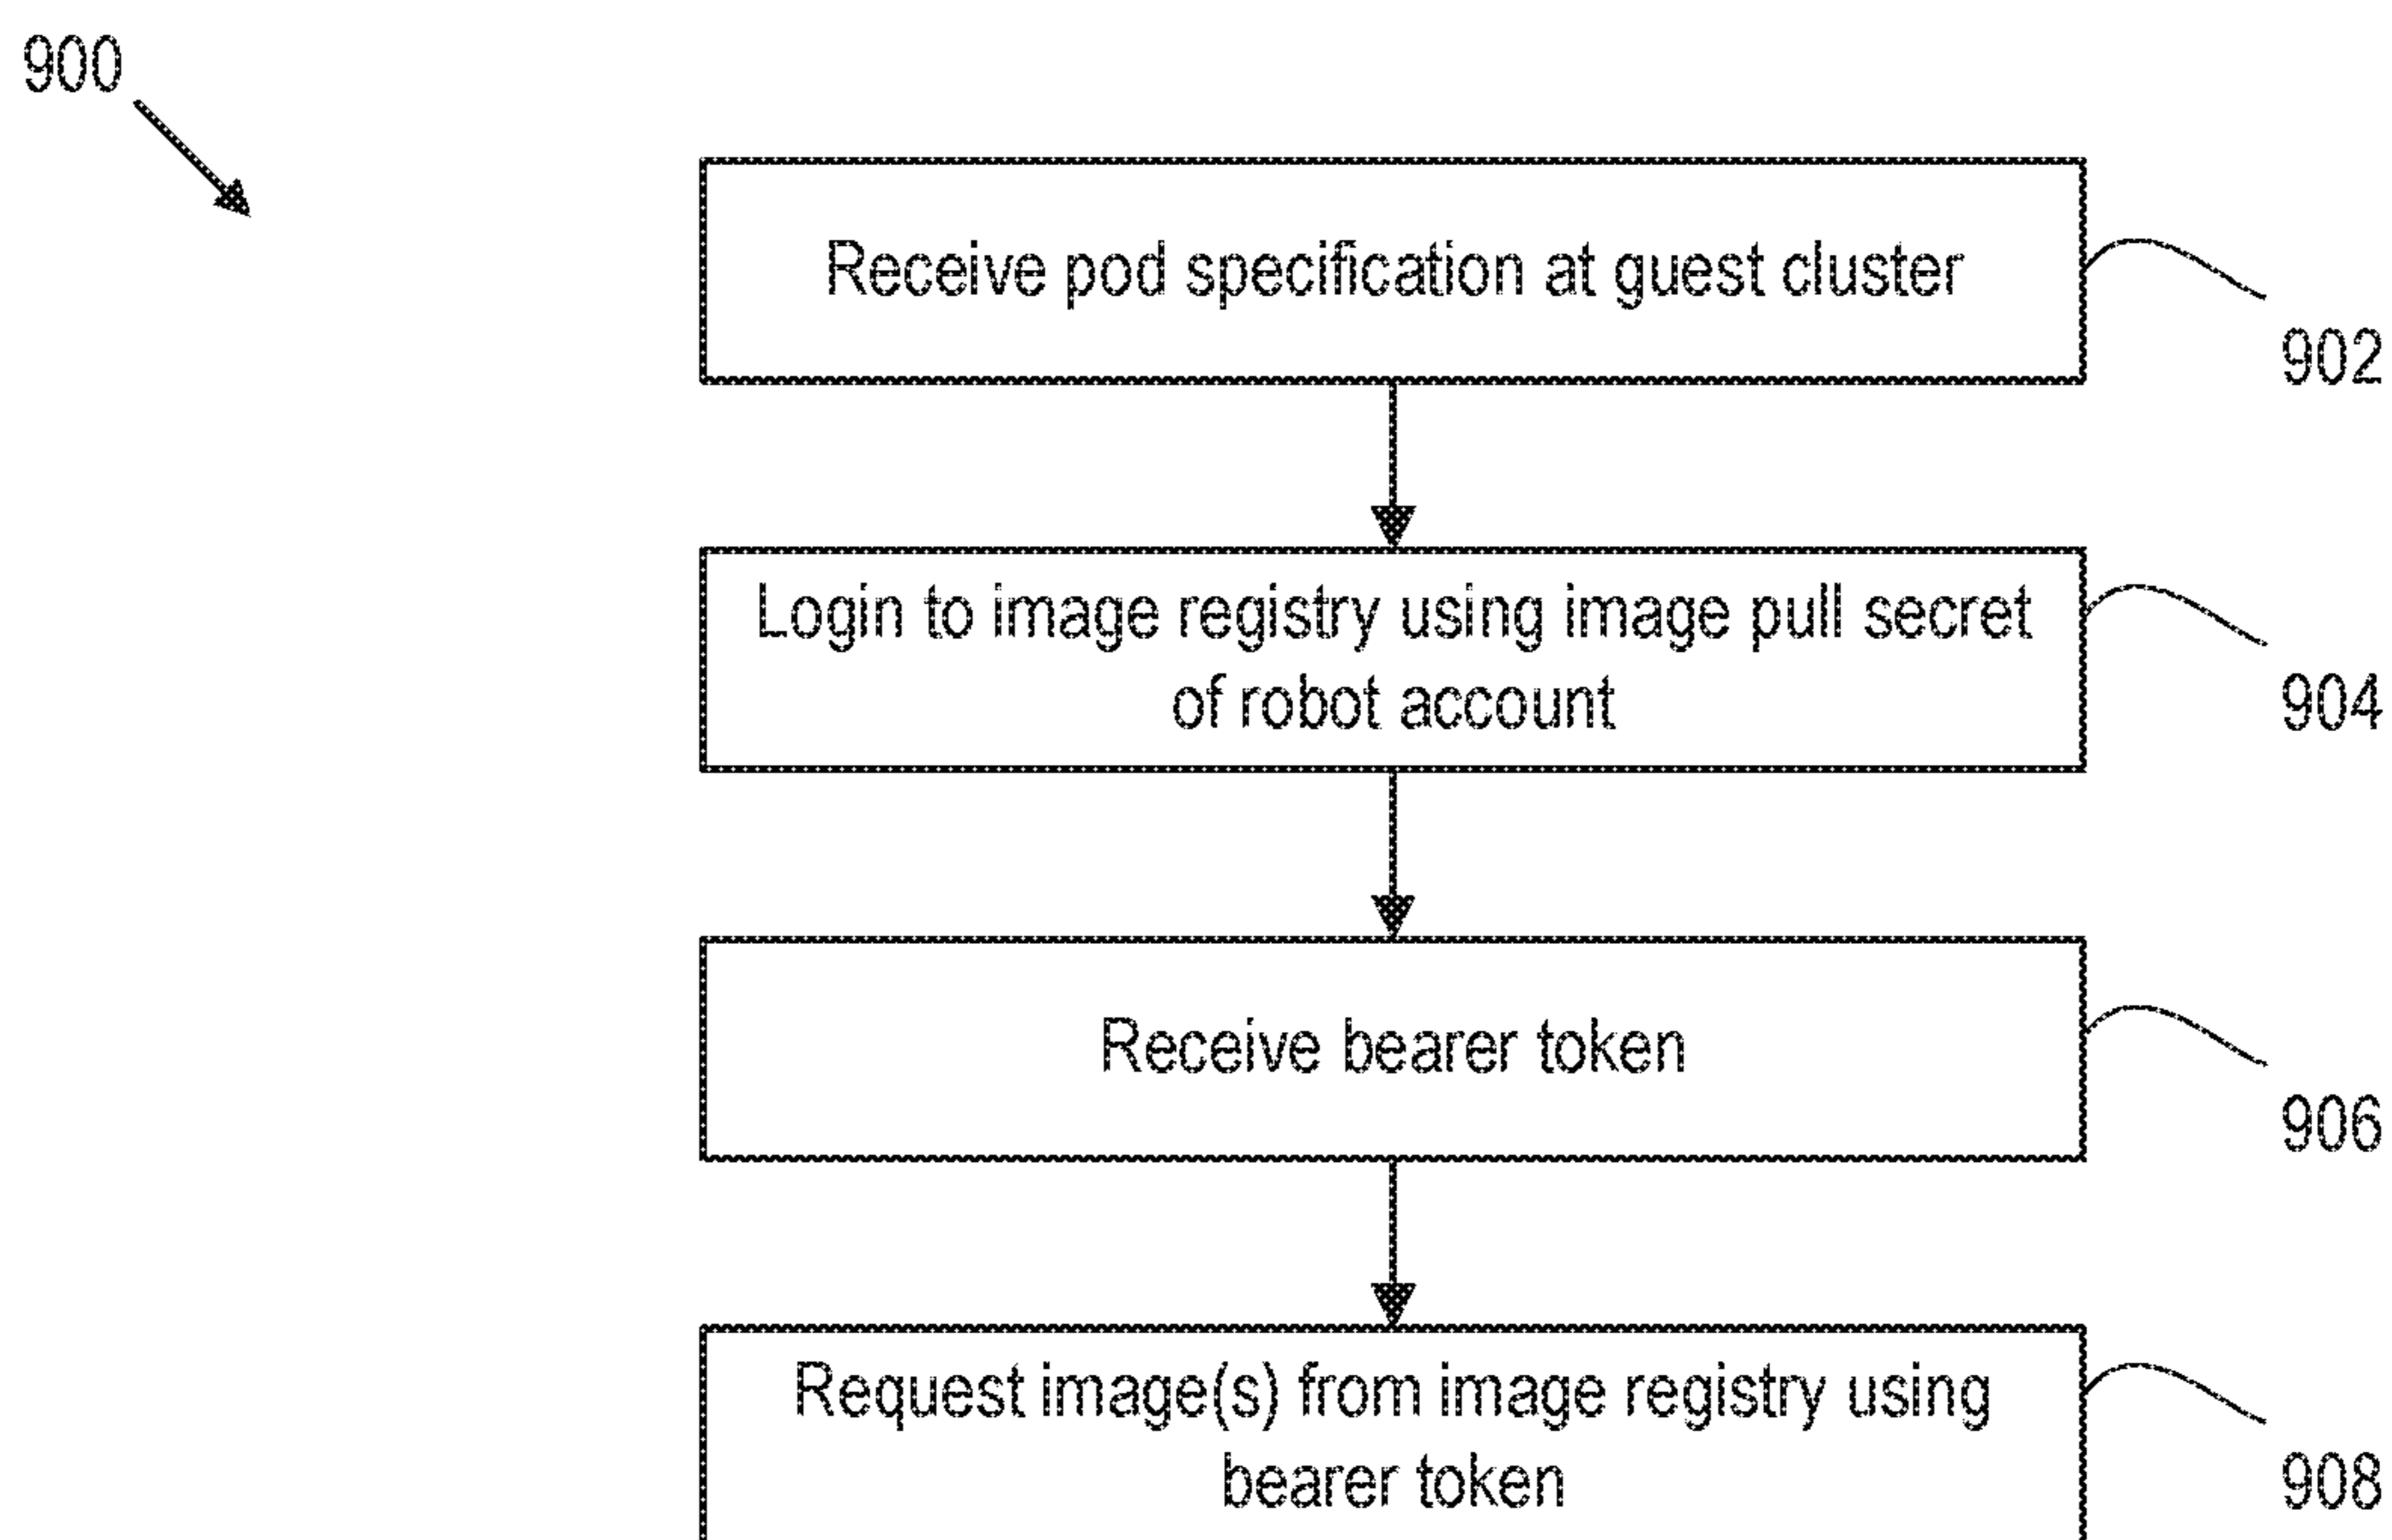 900
Receive pod specification at guest cluster
902
Login to image registry using image pull secret
of robot account
904
Receive bearer token
906
Request image(s) from image registry using
bearer token
908